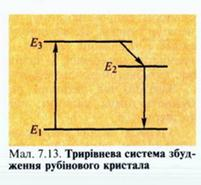 E₃
E₂
E₁
Мал. 7.13. Трирівнева система збуд-
ження рубінового кристала